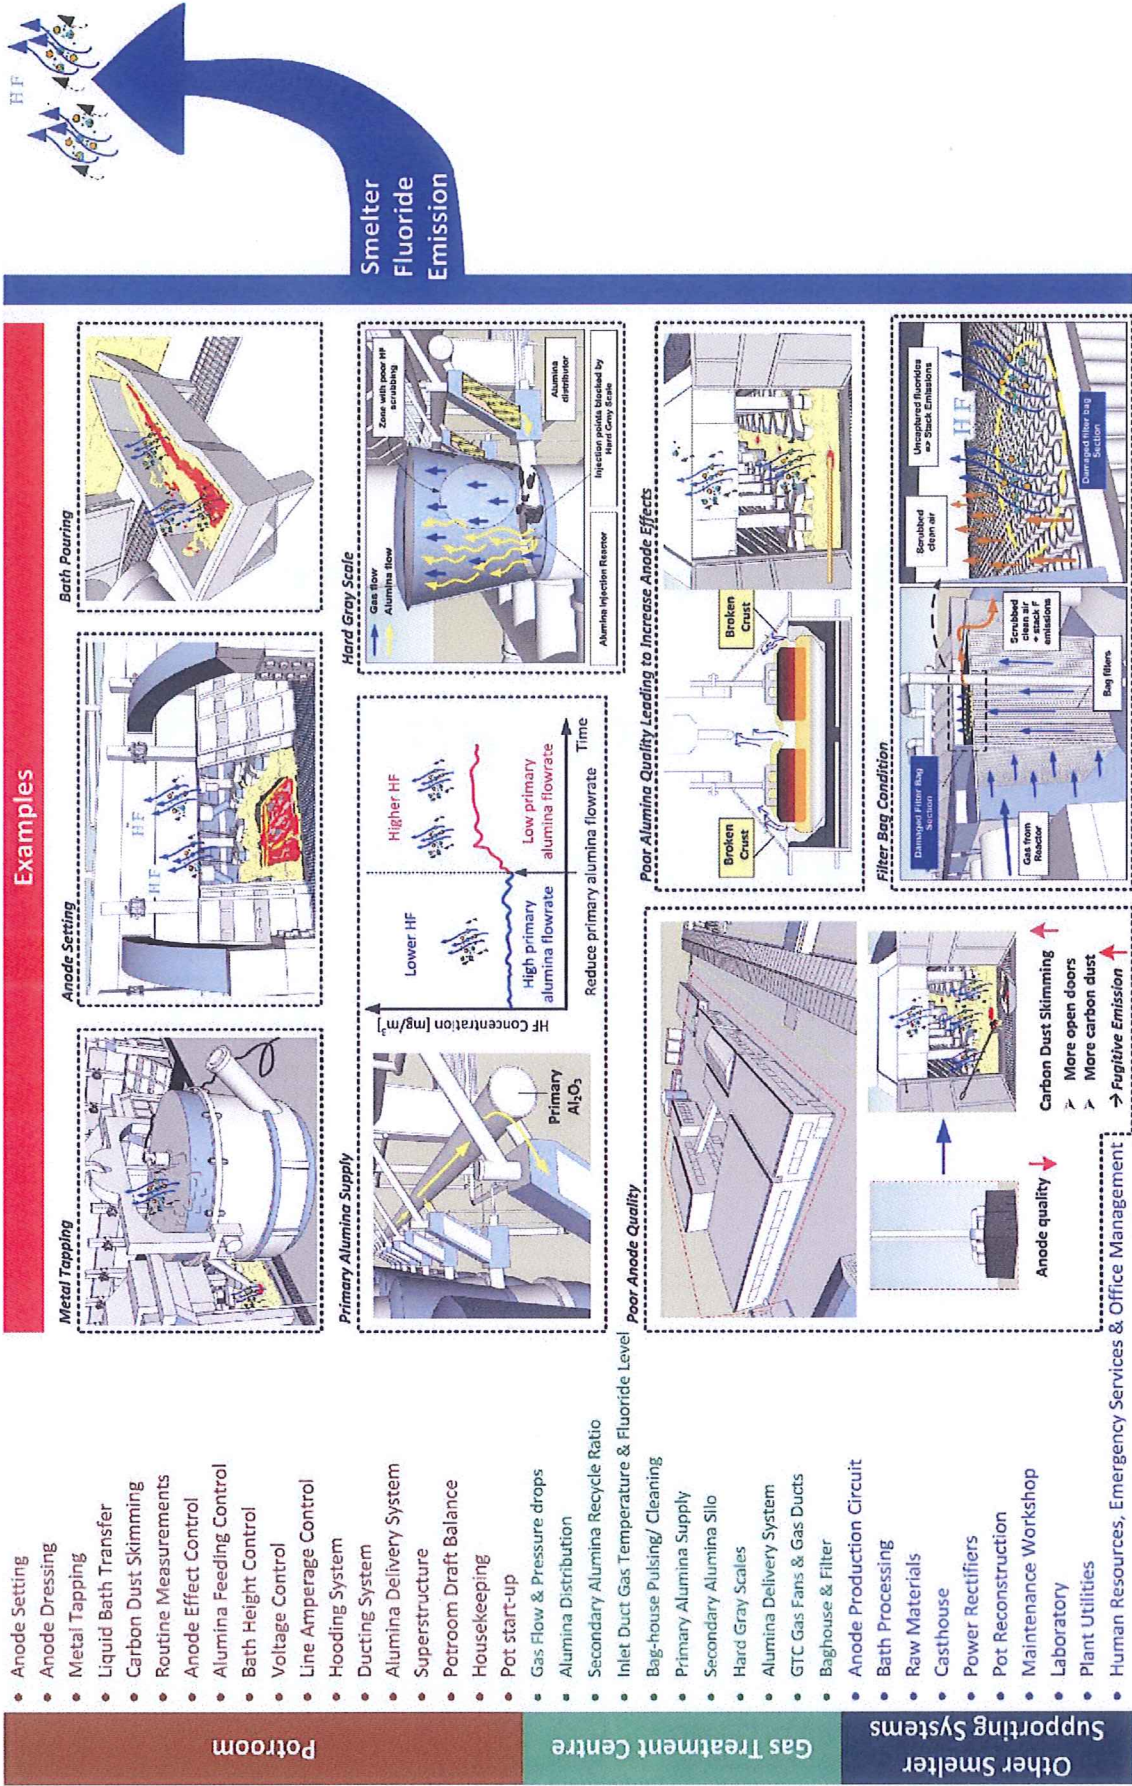 Potroom
• Anode Setting
• Anode Dressing
• Metal Tapping
• Liquid Bath Transfer
• Carbon Dust Skimming
• Routine Measurements
• Anode Effect Control
• Alumina Feeding Control
• Bath Height Control
• Voltage Control
• Line Amperage Control
• Hooding System
• Ducting System
• Alumina Delivery System
• Superstructure
• Potroom Draft Balance
• Housekeeping
• Pot start-up
Gas Treatment Centre
• Gas Flow & Pressure drops
• Alumina Distribution
• Secondary Alumina Recycle Ratio
• Inlet Duct Gas Temperature & Fluoride Level
• Bag-house Pulsing/ Cleaning
• Primary Alumina Supply
• Secondary Alumina Silo
• Hard Gray Scales
• Alumina Delivery System
• GTC Gas Fans & Gas Ducts
• Baghouse & Filter
Other Smelter
Supporting Systems
• Anode Production Circuit
• Bath Processing
• Raw Materials
• Casthouse
• Power Rectifiers
• Pot Reconstruction
• Maintenance Workshop
• Laboratory
• Plant Utilities
• Human Resources, Emergency Services & Office Management
Examples
Metal Tapping
Anode Setting
HF
HF
Bath Pouring
Primary Alumina Supply
Primary
Al₂O₃
HF Concentration [mg/m³]
Lower HF
Higher HF
High primary
alumina flowrate
Low primary
alumina flowrate
Time
Reduce primary alumina flowrate
Hard Gray Scale
Gas flow
Alumina flow
Zone with poor HF
scrubbing
Alumina
distributor
Alumina Injection Reactor
Injection points blocked by
Hard Grey Scale
Poor Anode Quality
Anode quality
Carbon Dust Skimming
➢ More open doors
➢ More carbon dust
→ Fugitive Emission
Poor Alumina Quality Leading to Increase Anode Effects
Broken
Crust
Broken
Crust
Filter Bag Condition
Damaged Filter Bag
Section
Gas from
Reactor
Scrubbed
clean air
+ stack F
emissions
Bag filters
Scrubbed
clean air
Uncaptured fluorides
=> Stack Emissions
HF
Damaged filter bag
Section
Smelter
Fluoride
Emission
HF